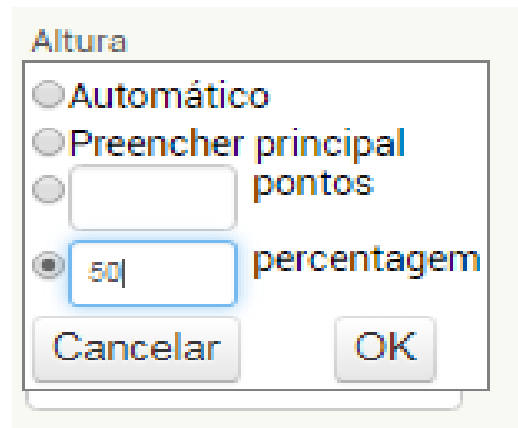 Altura
Automático
Preencher principal
pontos
50 percentagem
Cancelar OK